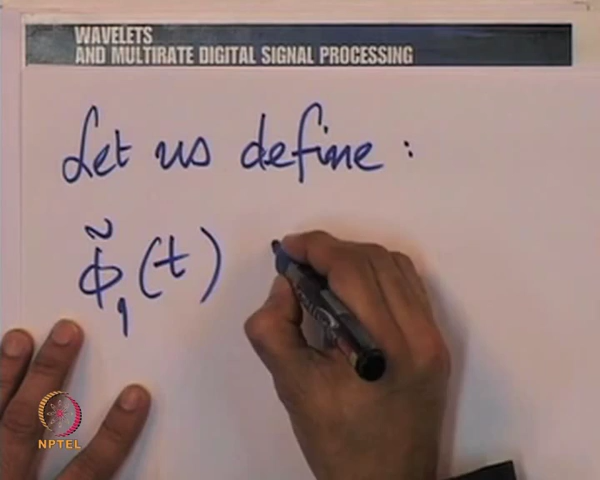 WAVELETS
AND MULTIRATE DIGITAL SIGNAL PROCESSING
Let us define :
ϕ̃₁(t)
NPTEL